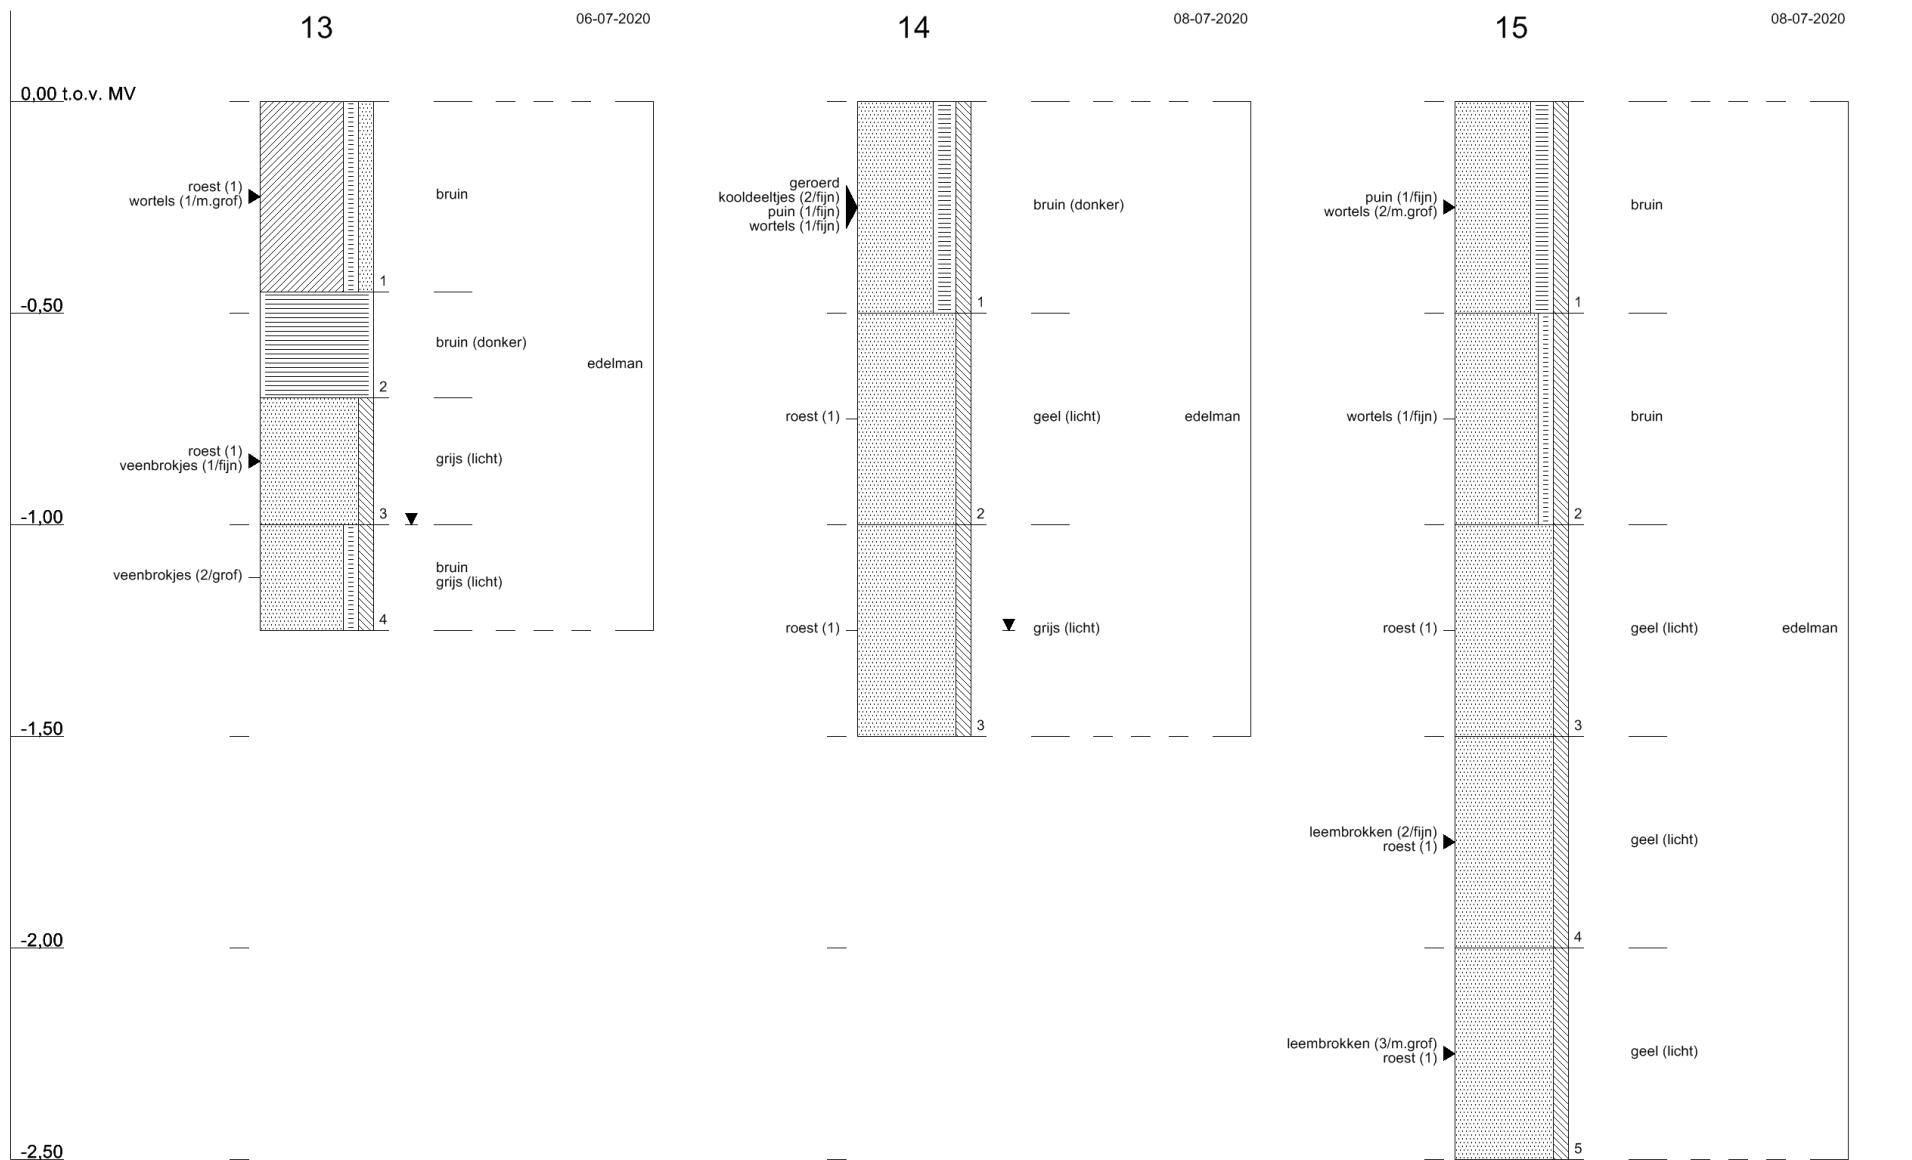 13
06-07-2020
14
08-07-2020
15
08-07-2020
0,00 t.o.v. MV
-0,50
-1,00
-1,50
-2,00
-2,50
roest (1)
wortels (1/m.grof)
bruin
1
bruin (donker)
edelman
2
roest (1)
veenbrokjes (1/fijn)
grijs (licht)
3
veenbrokjes (2/grof)
bruin
grijs (licht)
4
geroerd
kooldeeltjes (2/fijn)
puin (1/fijn)
wortels (1/fijn)
bruin (donker)
1
roest (1)
geel (licht)
edelman
2
roest (1)
grijs (licht)
3
puin (1/fijn)
wortels (2/m.grof)
bruin
1
wortels (1/fijn)
bruin
2
roest (1)
geel (licht)
edelman
3
leembrokken (2/fijn)
roest (1)
geel (licht)
4
leembrokken (3/m.grof)
roest (1)
geel (licht)
5